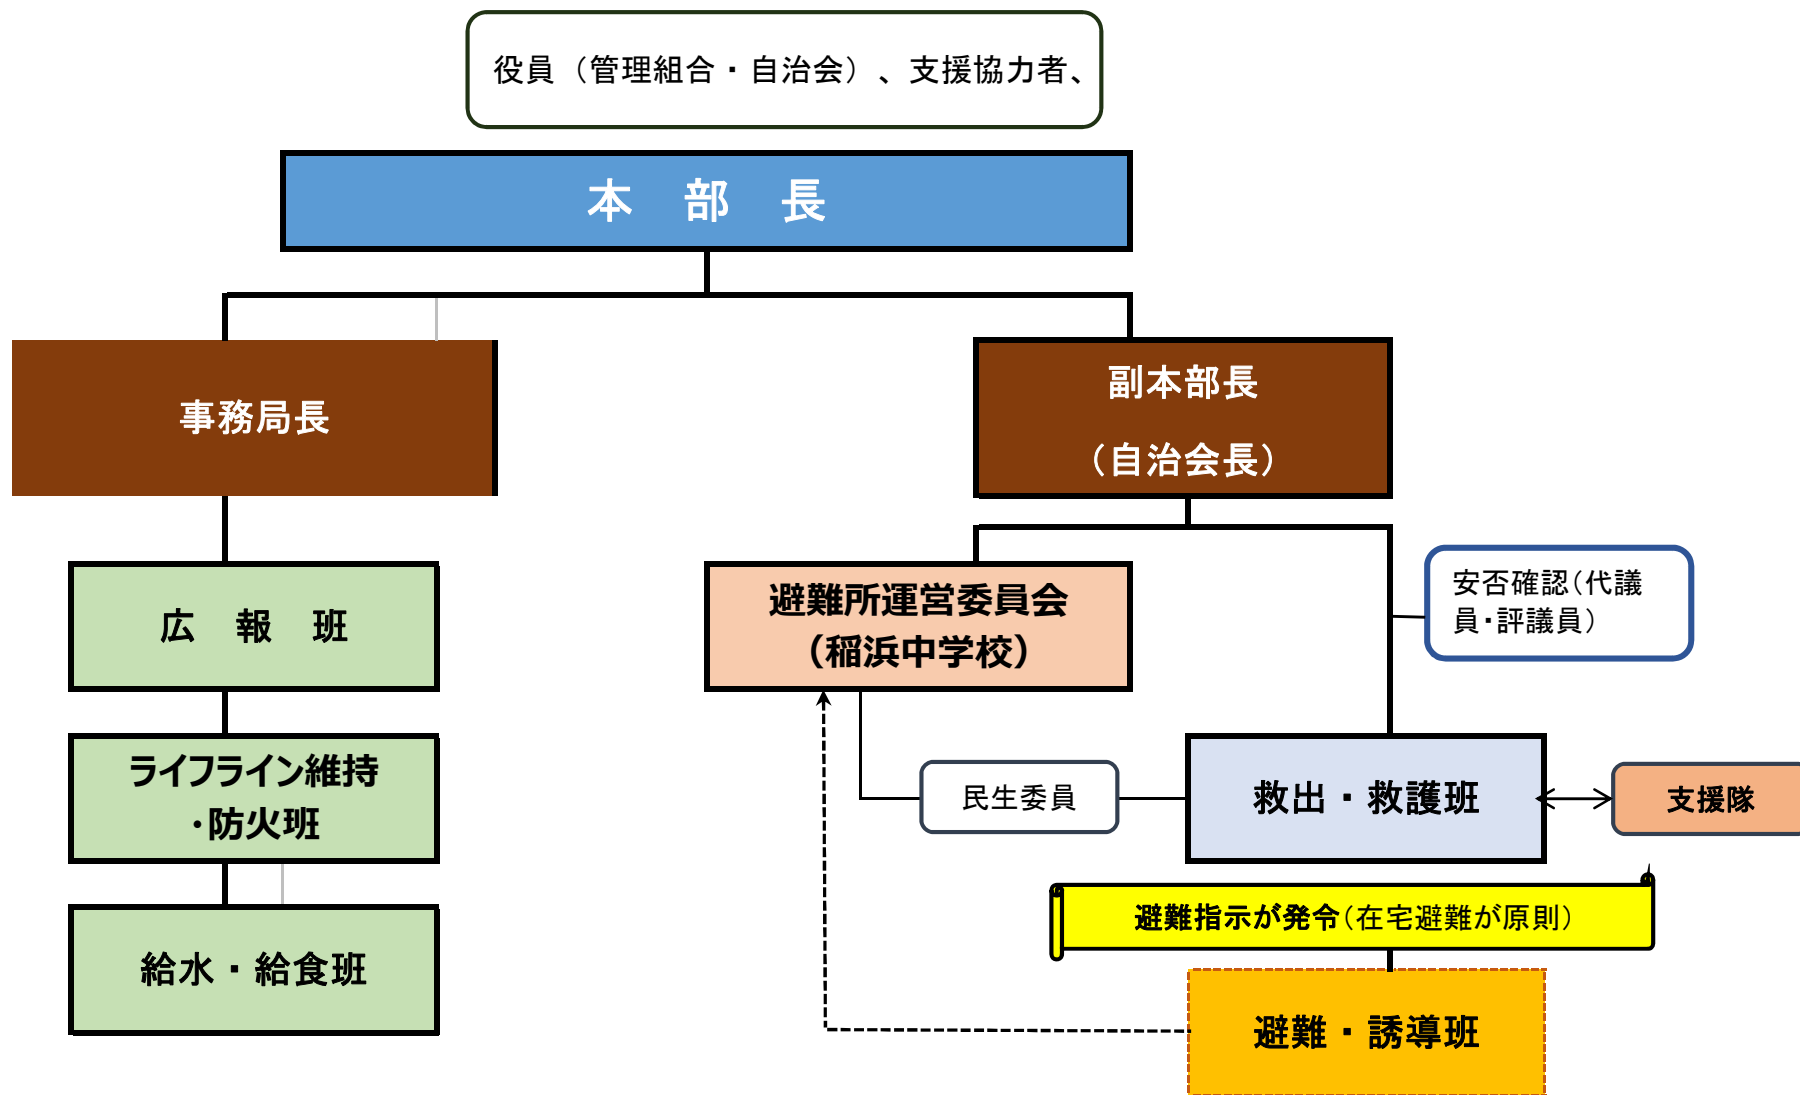 役員（管理組合・自治会）、支援協力者、
本　部　長
事務局長
副本部長
（自治会長）
広　報　班
避難所運営委員会
（稲浜中学校）
安否確認（代議
員・評議員）
ライフライン維持
・防火班
民生委員
救出・救護班
支援隊
避難指示が発令（在宅避難が原則）
給水・給食班
避難・誘導班